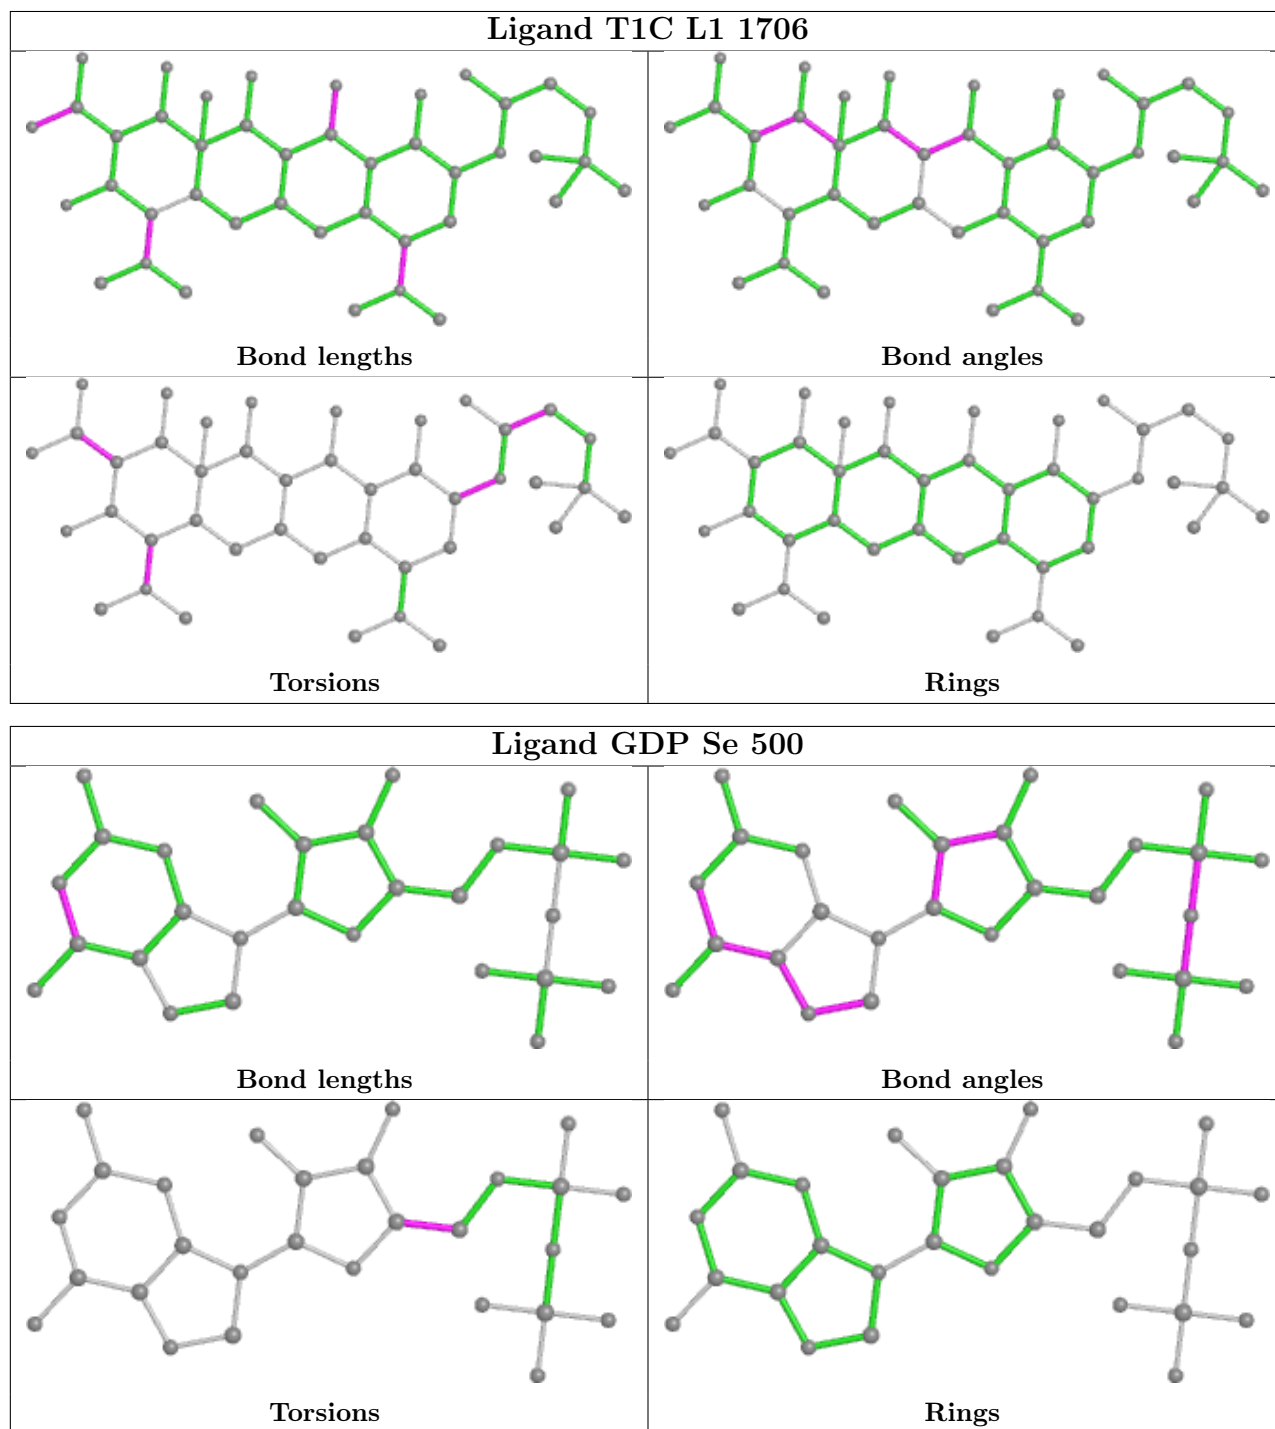 Ligand T1C L1 1706
Bond lengths
Bond angles
Torsions
Rings
Ligand GDP Se 500
Bond lengths
Bond angles
Torsions
Rings